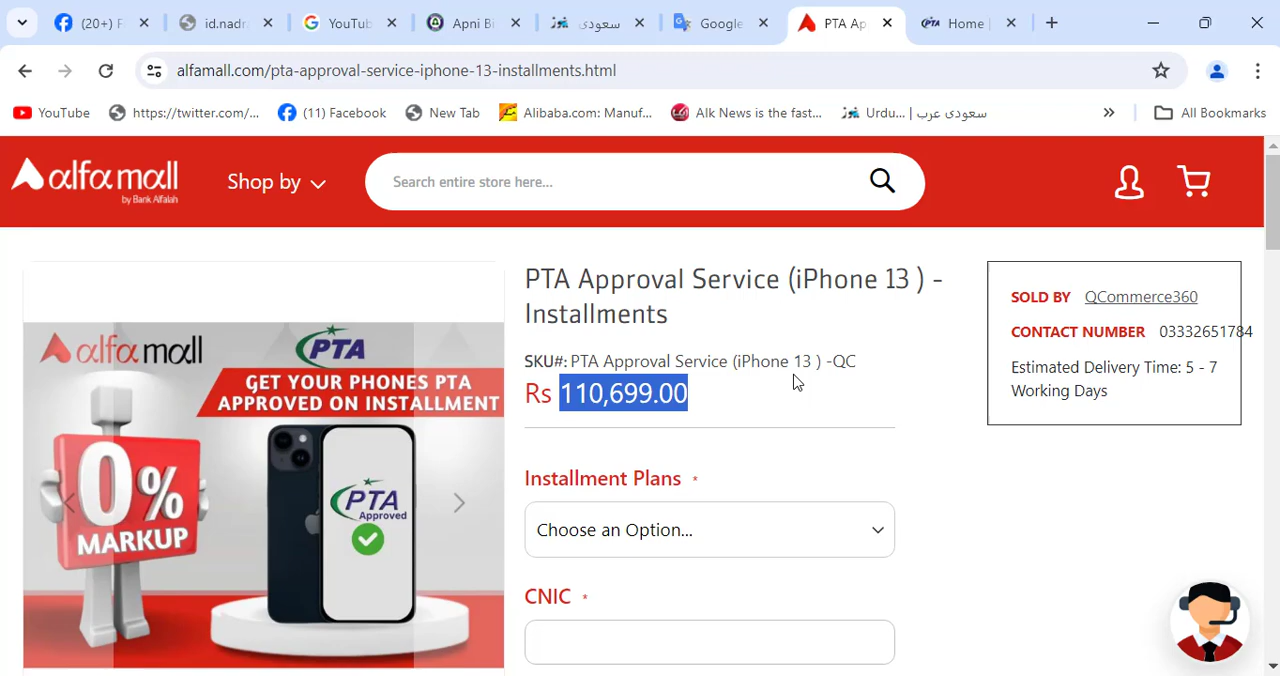 (20+) F
id.nadr
YouTub
Apni Bi
سعودی نیوز
Google
PTA Ap
Home |
alfamall.com/pta-approval-service-iphone-13-installments.html
YouTube
https://twitter.com/...
(11) Facebook
New Tab
Alibaba.com: Manuf...
Alk News is the fast...
Urdu... | سعودی عرب
All Bookmarks
alfa mall
by Bank Alfalah
Shop by
Search entire store here...
PTA Approval Service (iPhone 13 ) -
Installments
SKU#: PTA Approval Service (iPhone 13 ) -QC
Rs 110,699.00
Installment Plans *
Choose an Option...
CNIC *
SOLD BY QCommerce360
CONTACT NUMBER 03332651784
Estimated Delivery Time: 5 - 7
Working Days
alfa mall
PTA
GET YOUR PHONES PTA
APPROVED ON INSTALLMENT
0%
MARKUP
PTA
Approved